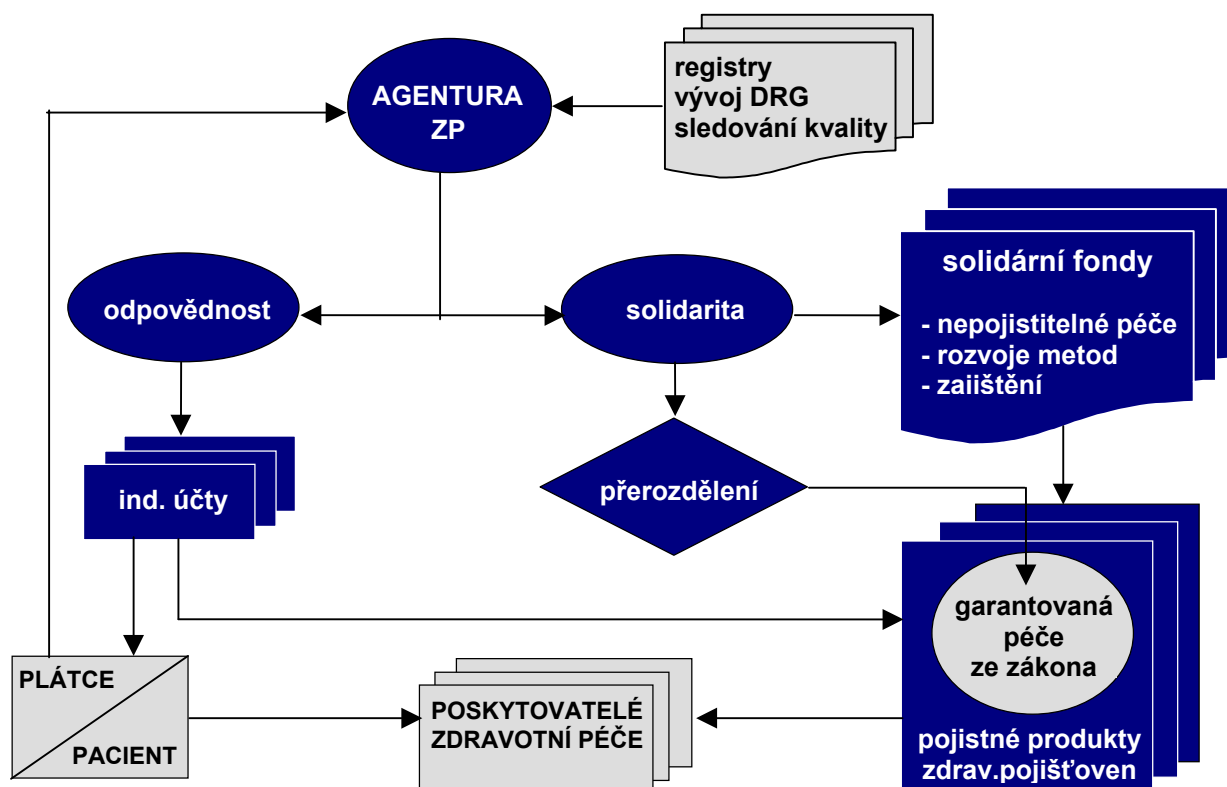 registry
vývoj DRG
sledování kvality
AGENTURA
ZP
solidární fondy
- nepojistitelné péče
- rozvoje metod
- zaiištění
odpovědnost
solidarita
ind. účty
přerozdělení
garantovaná
péče
ze zákona
PLÁTCE
PACIENT
POSKYTOVATELÉ
ZDRAVOTNÍ PÉČE
pojistné produkty
zdrav.pojišťoven